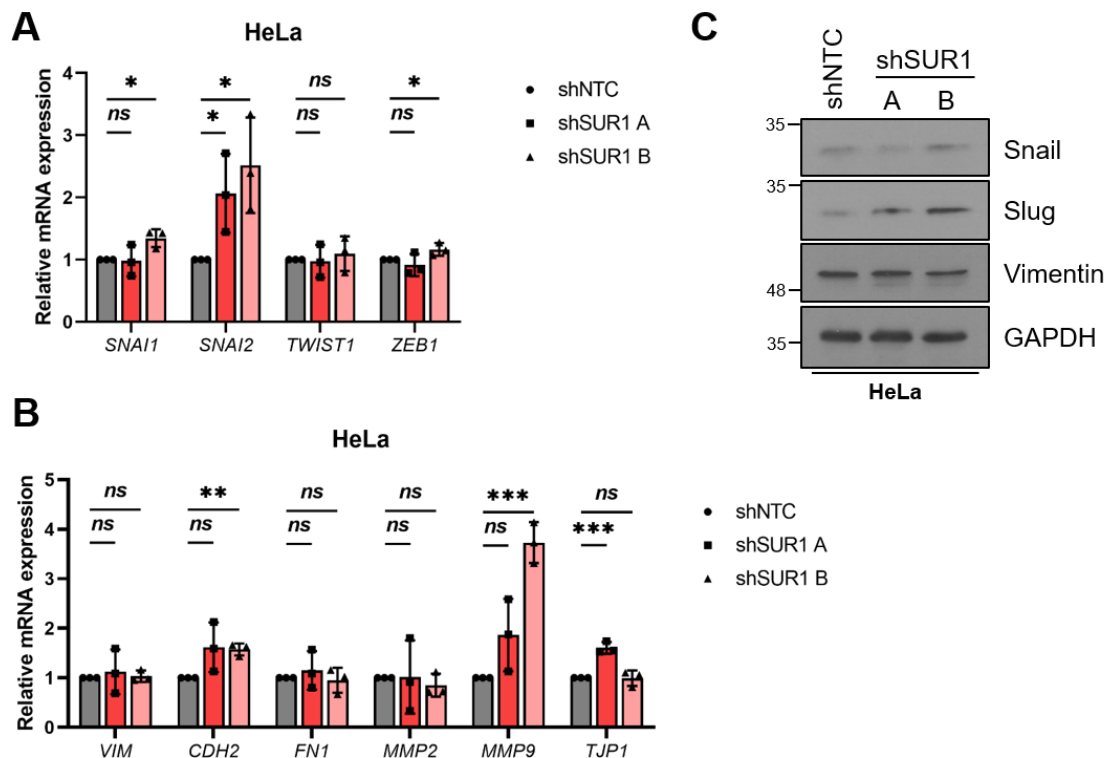 A
HeLa
Relative mRNA expression
4
3
2
1
0
ns
*
*
*
ns
ns
ns
*
SNAI1
SNAI2
TWIST1
ZEB1
shNTC
shSUR1 A
shSUR1 B
C
shNTC
shSUR1
A
B
35
Snail
35
Slug
48
Vimentin
35
GAPDH
HeLa
B
HeLa
Relative mRNA expression
5
4
3
2
1
0
ns
ns
ns
**
ns
ns
ns
ns
ns
***
***
ns
VIM
CDH2
FN1
MMP2
MMP9
TJP1
shNTC
shSUR1 A
shSUR1 B